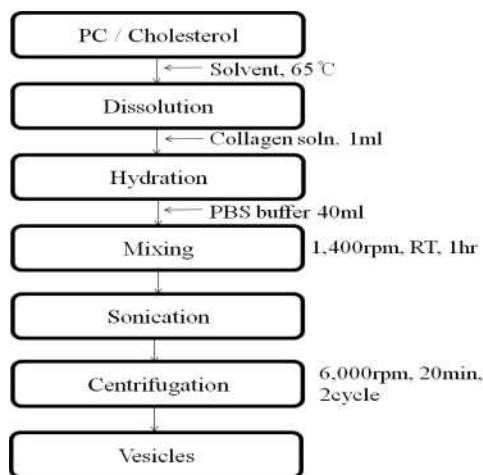 PC / Cholesterol
Solvent, 65℃
Dissolution
Collagen soln. 1ml
Hydration
PBS buffer 40ml
Mixing
1,400rpm, RT, 1hr
Sonication
Centrifugation
6,000rpm, 20min,
2cycle
Vesicles